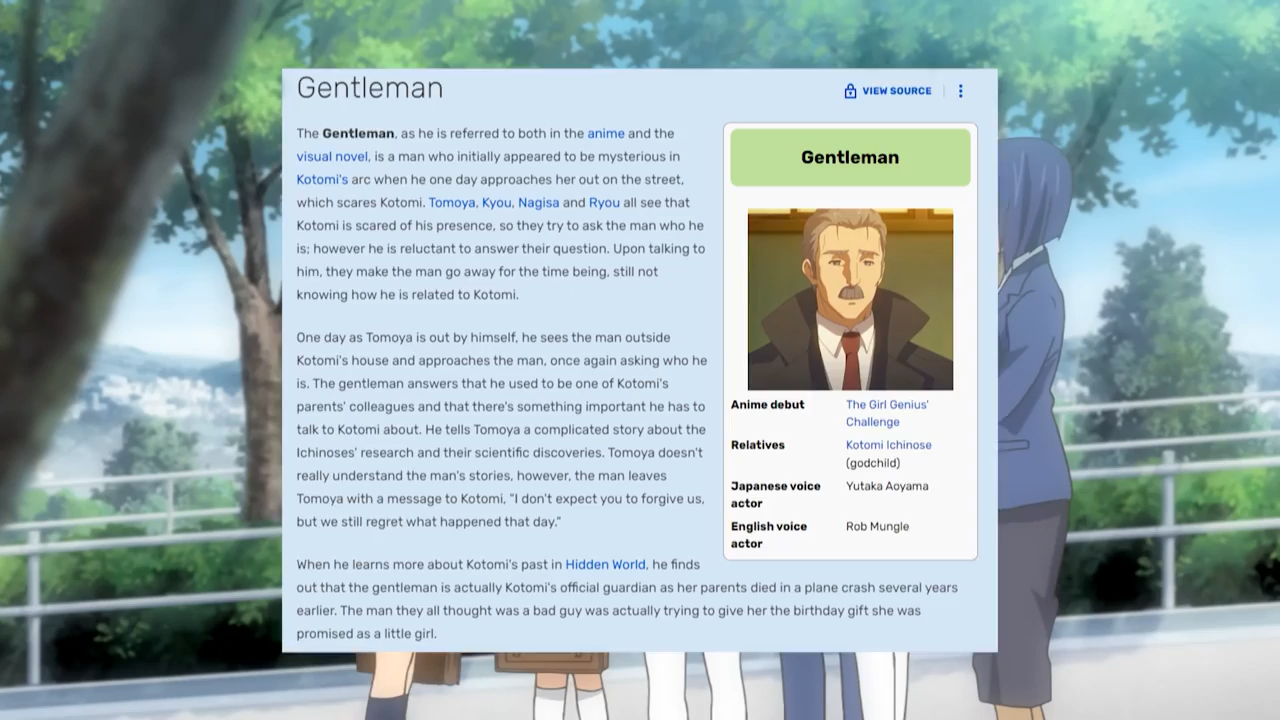 Gentleman
VIEW SOURCE
The Gentleman, as he is referred to both in the anime and the
visual novel, is a man who initially appeared to be mysterious in
Kotomi's arc when he one day approaches her out on the street,
which scares Kotomi. Tomoya, Kyou, Nagisa and Ryou all see that
Kotomi is scared of his presence, so they try to ask the man who he
is; however he is reluctant to answer their question. Upon talking to
him, they make the man go away for the time being, still not
knowing how he is related to Kotomi.
One day as Tomoya is out by himself, he sees the man outside
Kotomi's house and approaches the man, once again asking who he
is. The gentleman answers that he used to be one of Kotomi's
parents' colleagues and that there's something important he has to
talk to Kotomi about. He tells Tomoya a complicated story about the
Ichinoses' research and their scientific discoveries. Tomoya doesn't
really understand the man's stories, however, the man leaves
Tomoya with a message to Kotomi, "I don't expect you to forgive us,
but we still regret what happened that day."
When he learns more about Kotomi's past in Hidden World, he finds
out that the gentleman is actually Kotomi's official guardian as her parents died in a plane crash several years
earlier. The man they all thought was a bad guy was actually trying to give her the birthday gift she was
promised as a little girl.
Gentleman
Anime debut The Girl Genius'
Challenge
Relatives Kotomi Ichinose
(godchild)
Japanese voice Yutaka Aoyama
actor
English voice Rob Mungle
actor